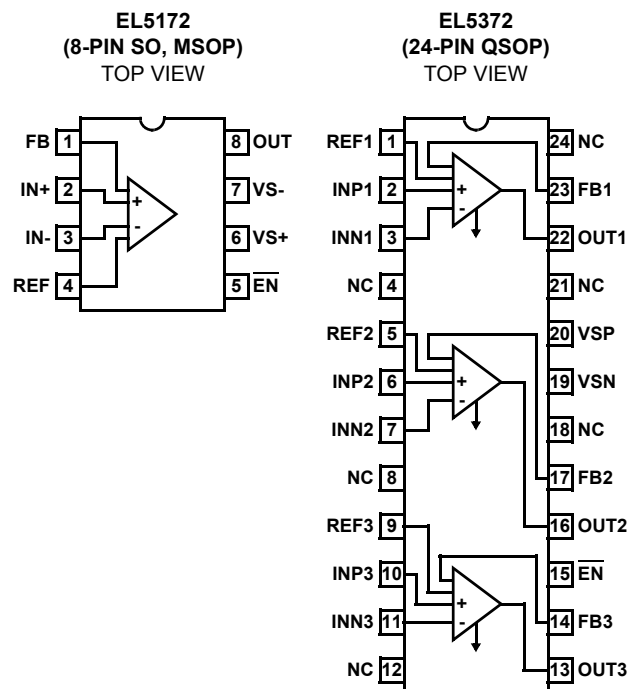 EL5172
(8-PIN SO, MSOP)
TOP VIEW
FB 1
8 OUT
IN+ 2
+
7 VS-
IN- 3
-
6 VS+
REF 4
5 E̅N̅
EL5372
(24-PIN QSOP)
TOP VIEW
REF1 1
24 NC
INP1 2
+
23 FB1
INN1 3
-
22 OUT1
NC 4
21 NC
REF2 5
20 VSP
INP2 6
+
19 VSN
INN2 7
-
18 NC
NC 8
17 FB2
REF3 9
16 OUT2
INP3 10
15 E̅N̅
INN3 11
+
-
14 FB3
NC 12
13 OUT3